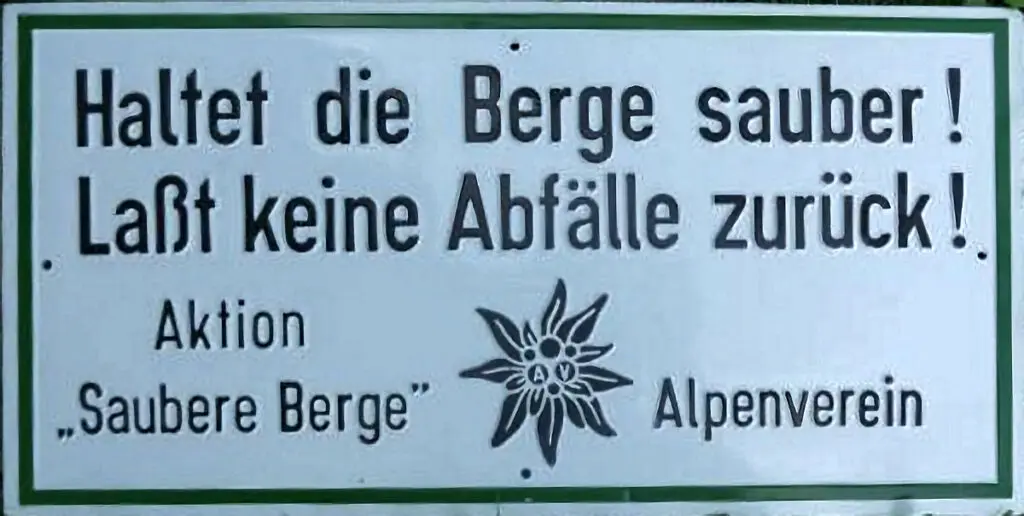 Haltet die Berge sauber!
Laßt keine Abfälle zurück!
Aktion
„Saubere Berge”
AV
Alpenverein